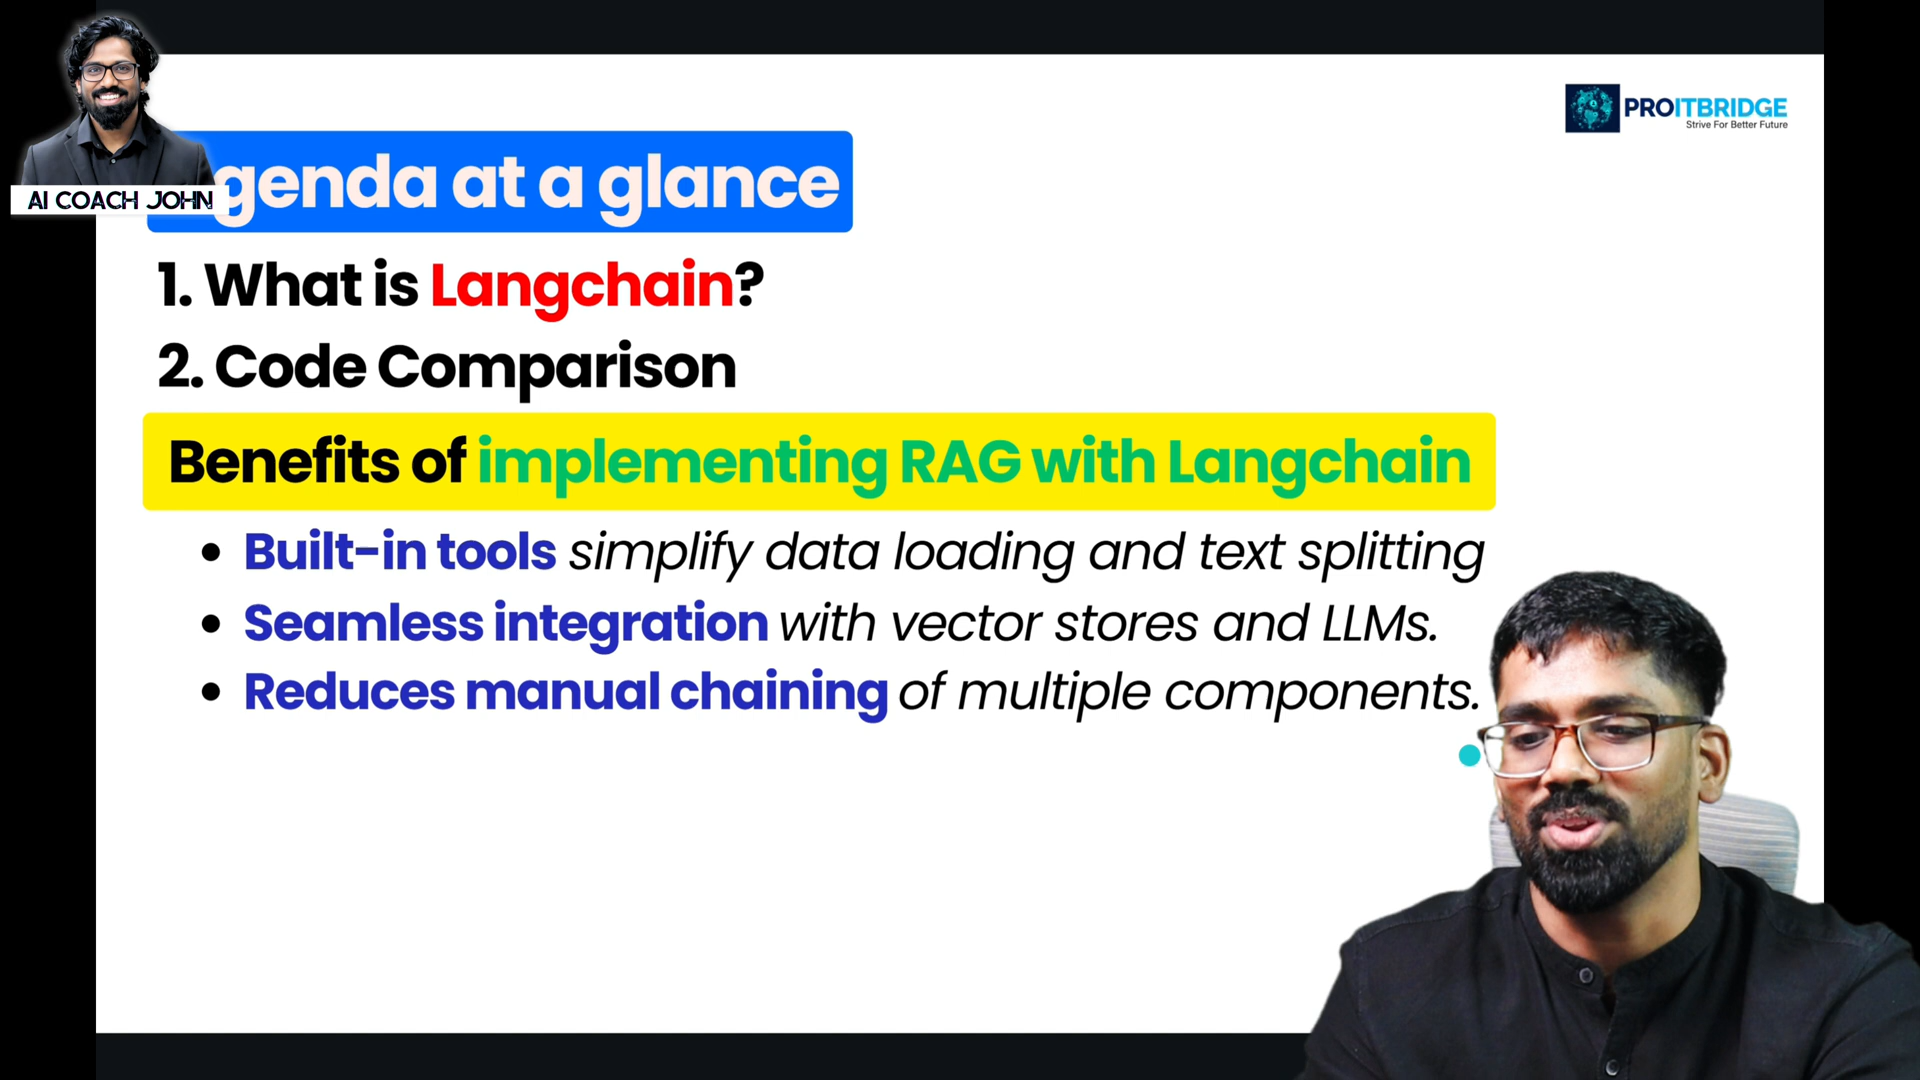 PROITBRIDGE
Strive For Better Future
AI COACH JOHN
genda at a glance
1. What is Langchain?
2. Code Comparison
Benefits of implementing RAG with Langchain
• Built-in tools simplify data loading and text splitting
• Seamless integration with vector stores and LLMs.
• Reduces manual chaining of multiple components.